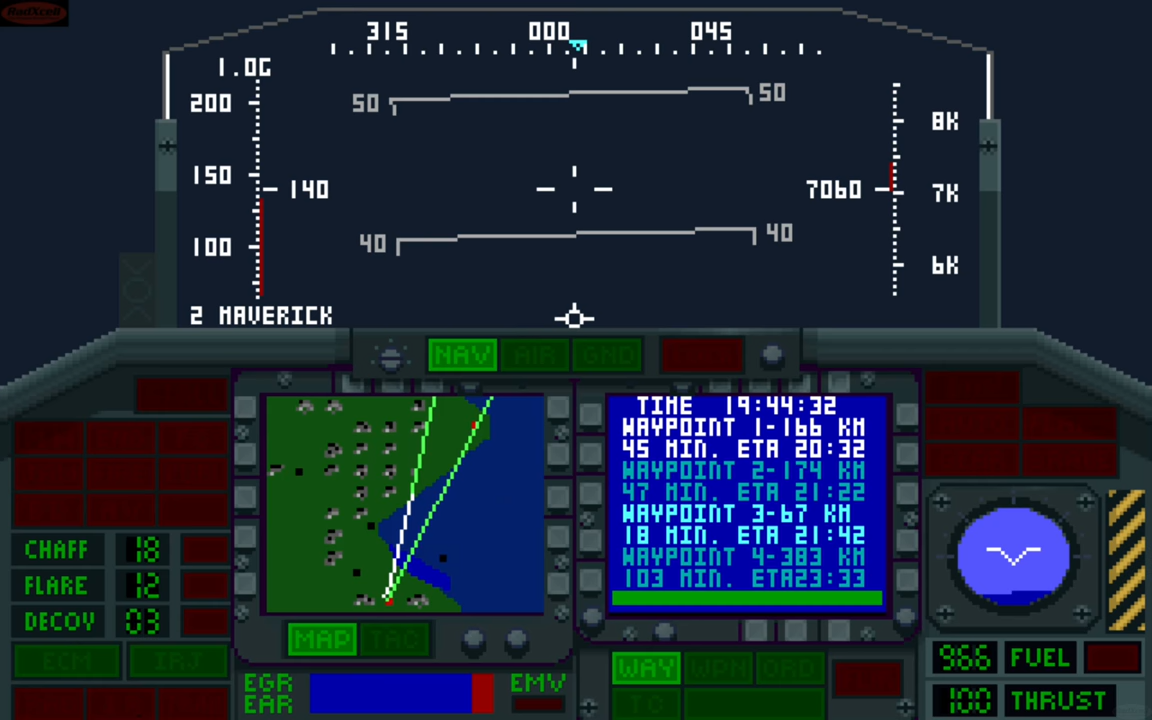 RadXcell
315 000 045
1.0G
200
50 50
8K
150
140
7060
7K
100
40 40
6K
2 MAVERICK
NAV AIR GND
TIME 19:44:32
WAYPOINT 1-166 KM
45 MIN. ETA 20:32
WAYPOINT 2-174 KM
47 MIN. ETA 21:22
WAYPOINT 3-67 KM
18 MIN. ETA 21:42
WAYPOINT 4-383 KM
103 MIN. ETA23:33
CHAFF 18
FLARE 12
DECOY 03
ECM IRJ
MAP TAC
WAY WPN ORD
TO
EGR
EAR
EMV
966 FUEL
100 THRUST